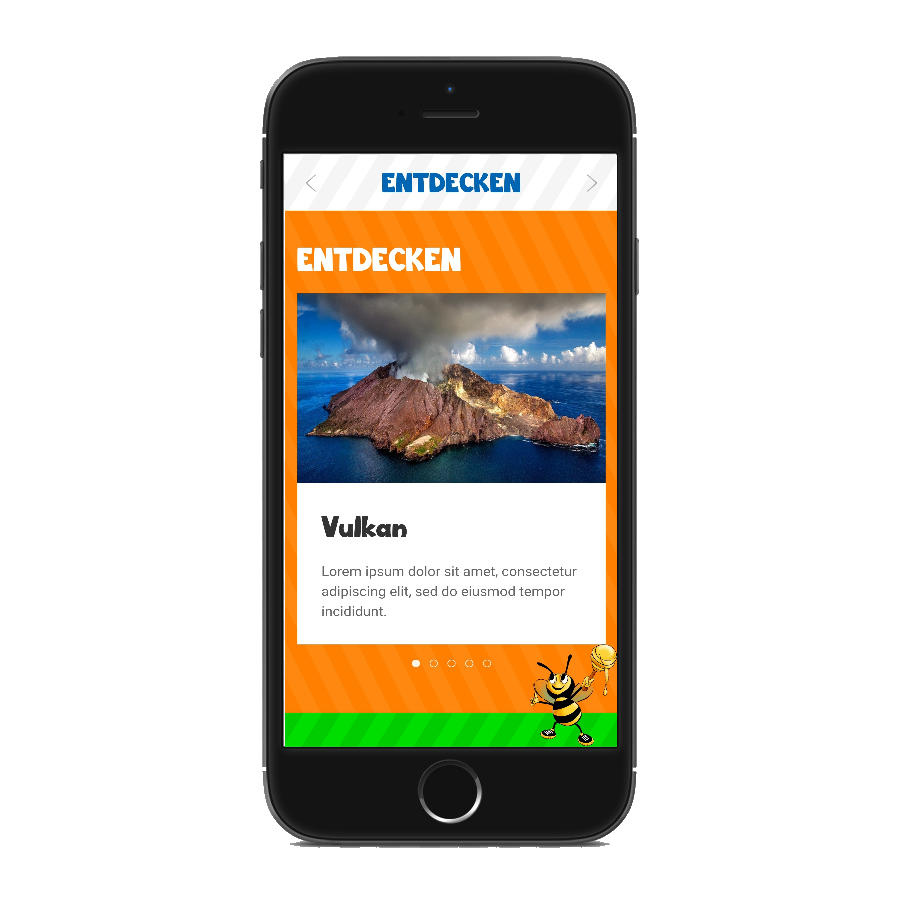 ENTDECKEN
ENTDECKEN
Vulkan
Lorem ipsum dolor sit amet, consectetur
adipiscing elit, sed do eiusmod tempor
incididunt.